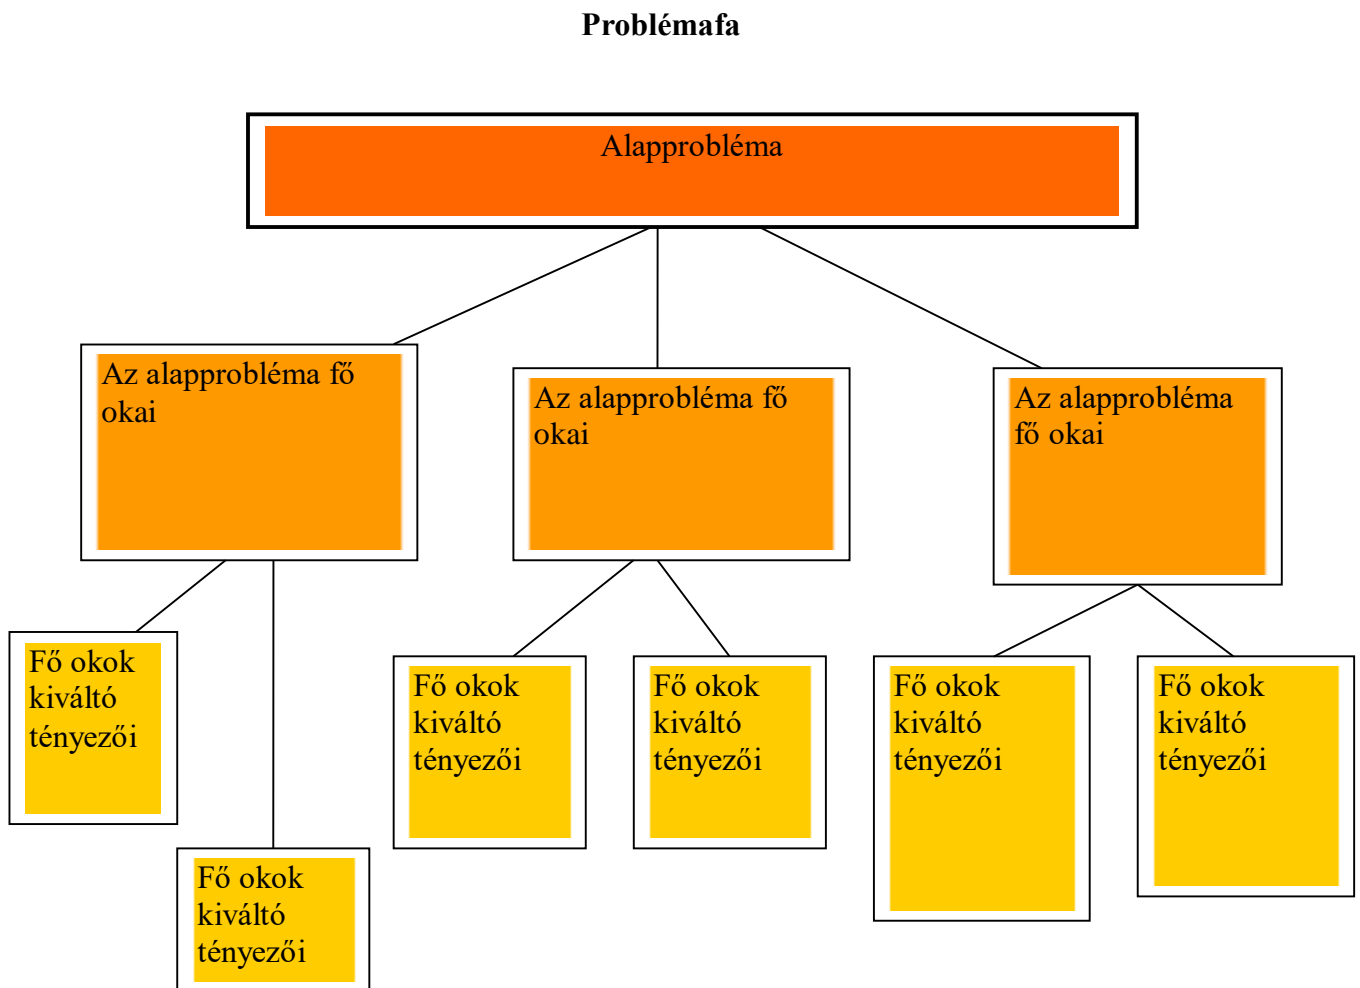 Problémafa
Alapprobléma
Az alapprobléma fő
okai
Az alapprobléma fő
okai
Az alapprobléma
fő okai
Fő okok
kiváltó
tényezői
Fő okok
kiváltó
tényezői
Fő okok
kiváltó
tényezői
Fő okok
kiváltó
tényezői
Fő okok
kiváltó
tényezői
Fő okok
kiváltó
tényezői